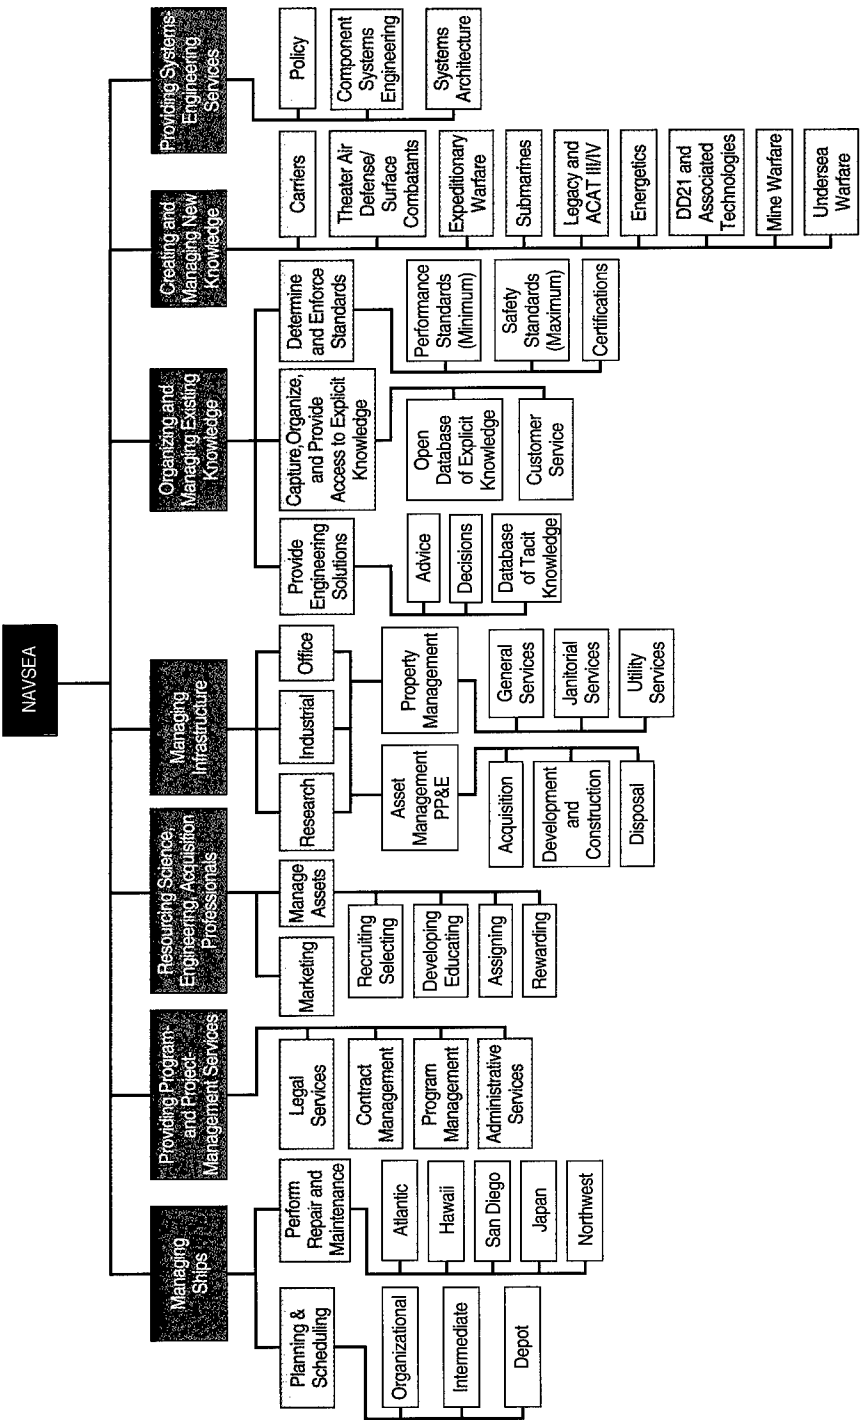 NAVSEA
Managing
Ships
Providing Program-
and Project-
Management Services
Resourcing Science,
Engineering, Acquisition
Professionals
Managing
Infrastructure
Organizing and
Managing Existing
Knowledge
Creating and
Managing New
Knowledge
Providing Systems-
Engineering
Services
Planning &
Scheduling
Organizational
Intermediate
Depot
Perform
Repair and
Maintenance
Atlantic
Hawaii
San Diego
Japan
Northwest
Legal
Services
Contract
Management
Program
Management
Administrative
Services
Marketing
Manage
Assets
Recruiting
Selecting
Developing
Educating
Assigning
Rewarding
Research
Industrial
Office
Asset
Management
PP&E
Acquisition
Development
and
Construction
Disposal
Property
Management
General
Services
Janitorial
Services
Utility
Services
Provide
Engineering
Solutions
Advice
Decisions
Database
of Tacit
Knowledge
Capture,Organize,
and Provide
Access to Explicit
Knowledge
Open
Database
of Explicit
Knowledge
Customer
Service
Determine
and Enforce
Standards
Performance
Standards
(Minimum)
Safety
Standards
(Maximum)
Certifications
Carriers
Theater Air
Defense/
Surface
Combatants
Expeditionary
Warfare
Submarines
Legacy and
ACAT III/IV
Energetics
DD21 and
Associated
Technologies
Mine Warfare
Undersea
Warfare
Policy
Component
Systems
Engineering
Systems
Architecture